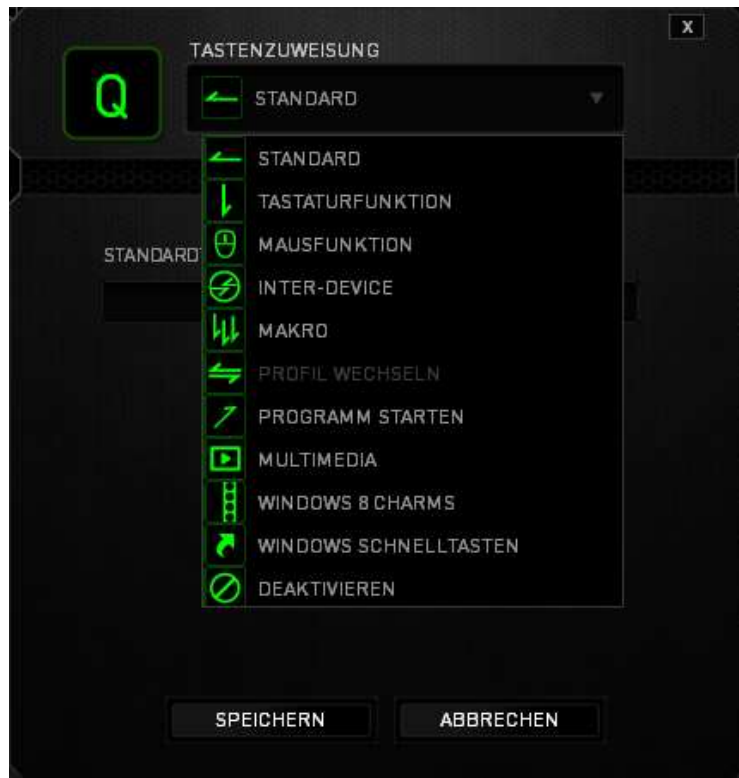 X
TASTENZUWEISUNG
Q
STANDARD
STANDARD
TASTATURFUNKTION
MAUSFUNKTION
STANDARD
INTER-DEVICE
MAKRO
PROFIL WECHSELN
PROGRAMM STARTEN
MULTIMEDIA
WINDOWS 8 CHARMS
WINDOWS SCHNELLTASTEN
DEAKTIVIEREN
SPEICHERN
ABBRECHEN